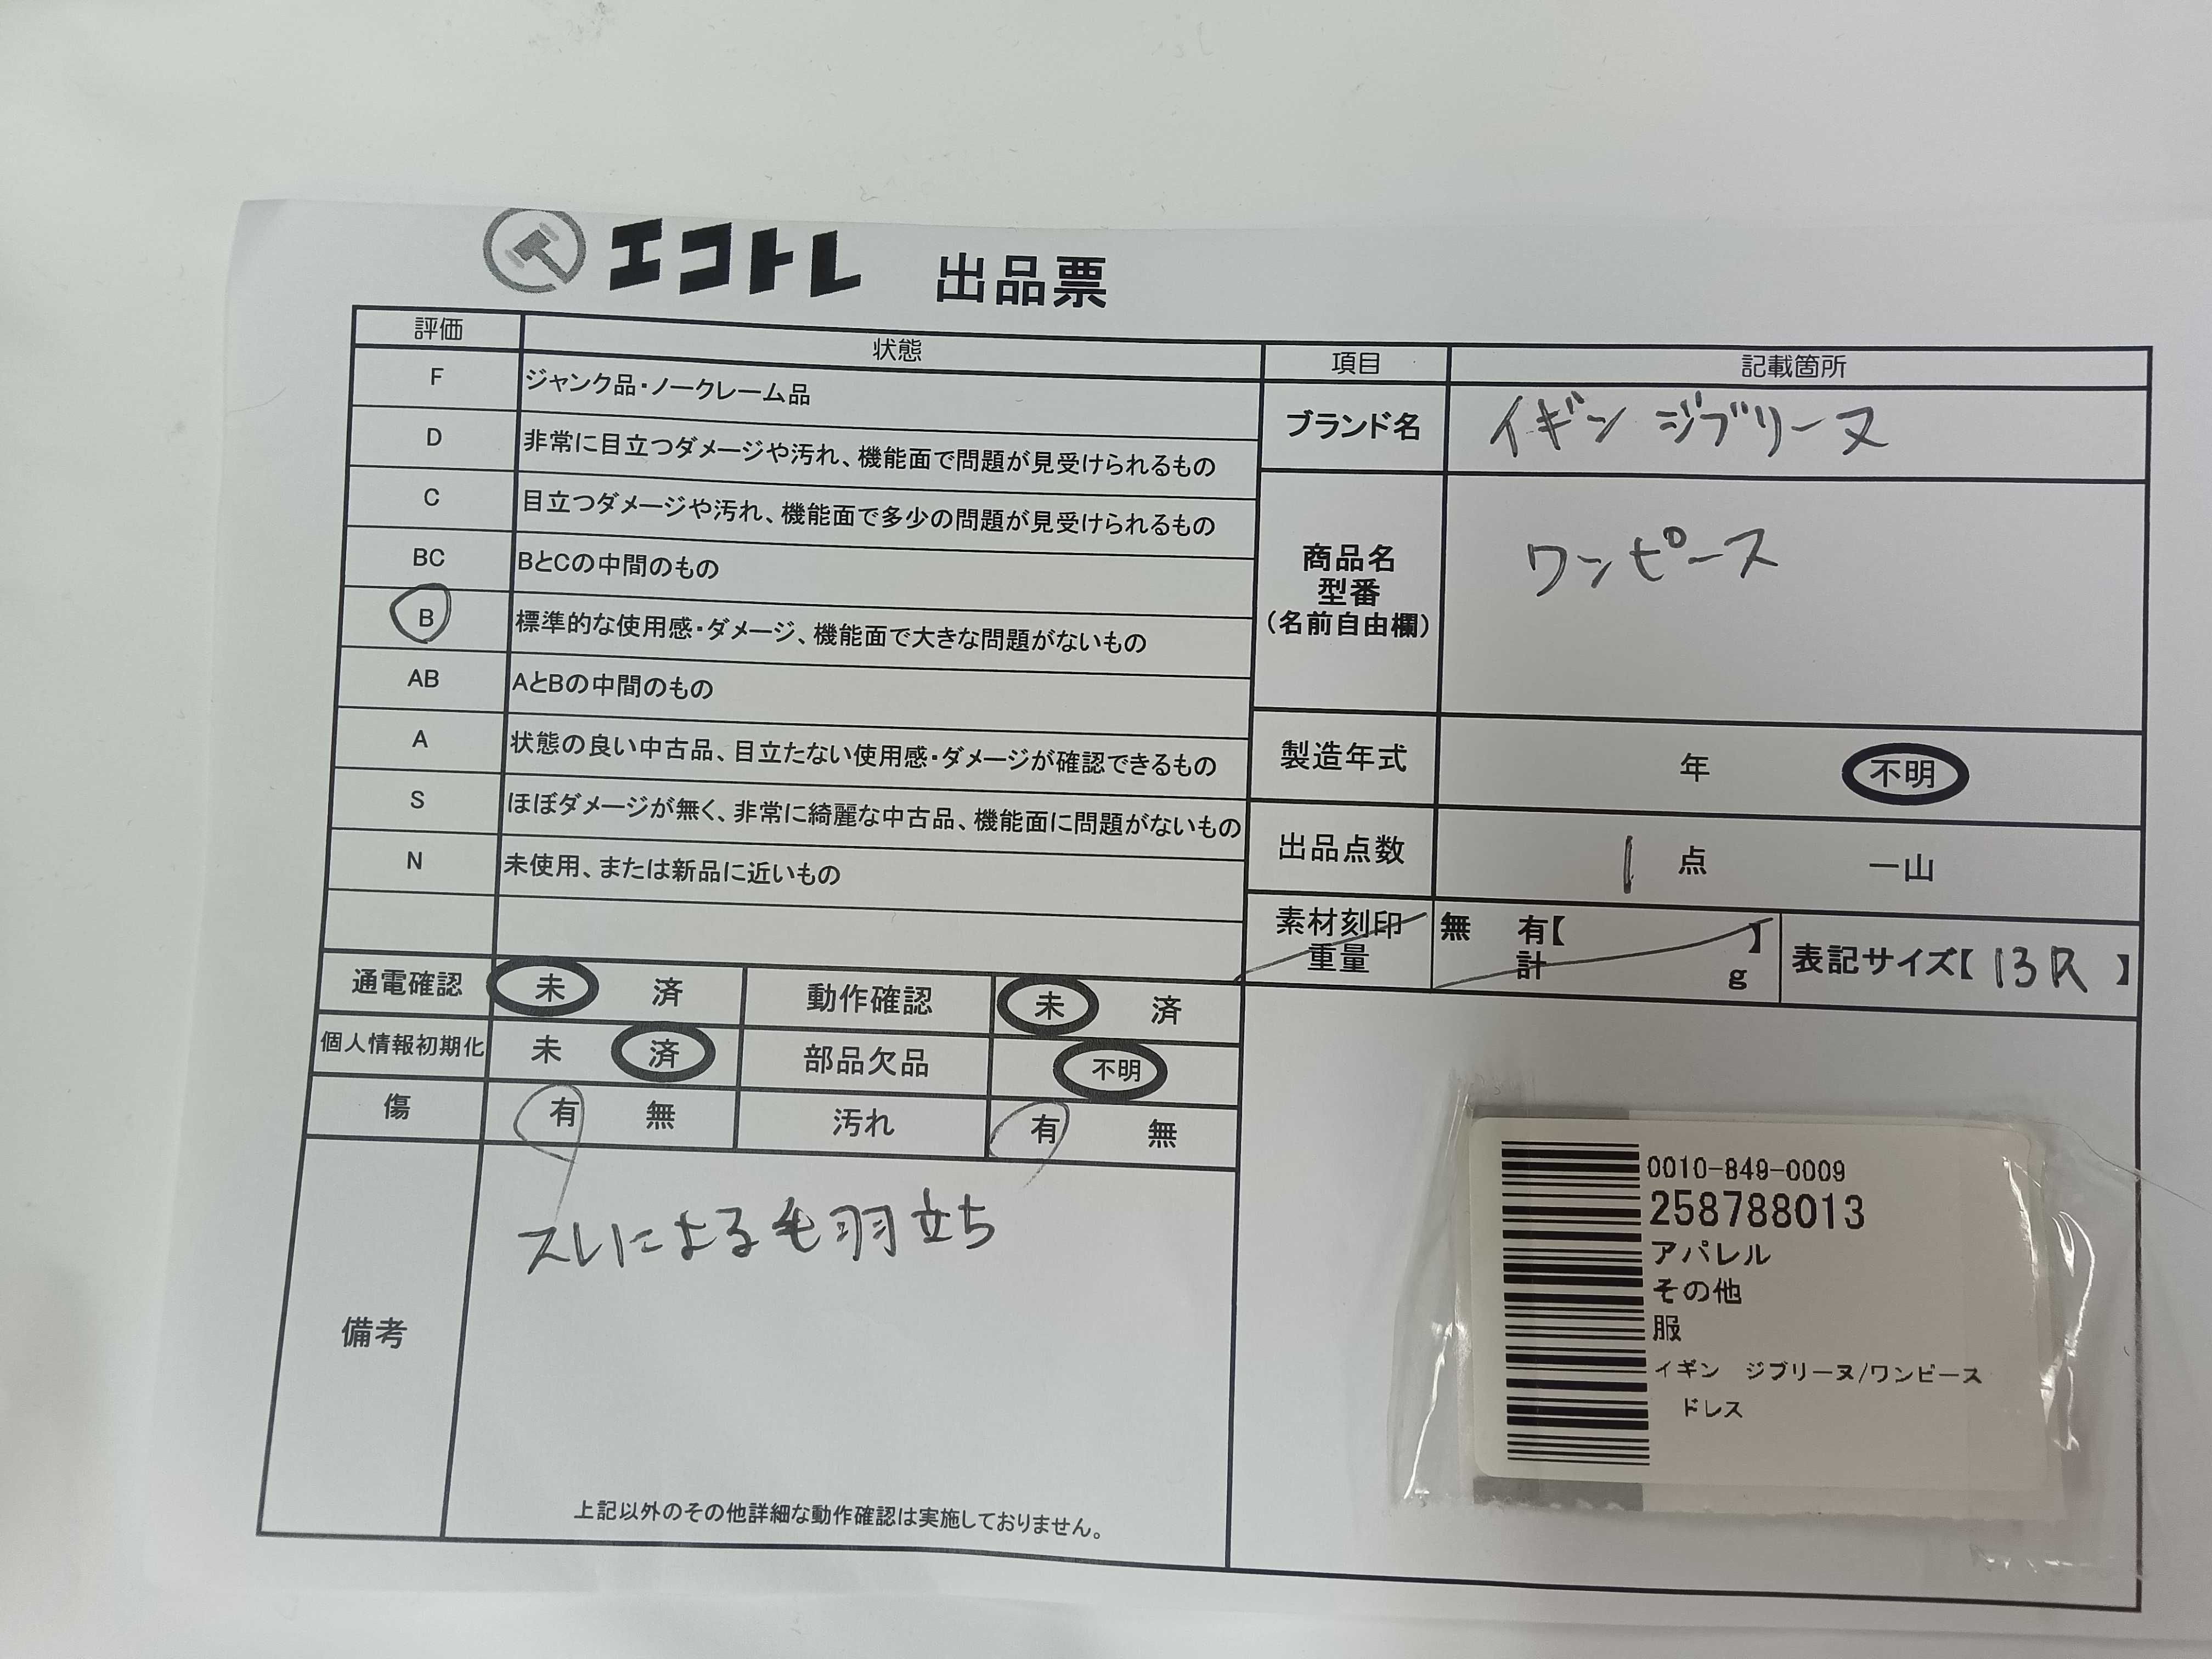 エコトレ 出品票
評価 状態 項目 記載箇所
F ジャンク品・ノークレーム品
D 非常に目立つダメージや汚れ、機能面で問題が見受けられるもの
C 目立つダメージや汚れ、機能面で多少の問題が見受けられるもの
BC BとCの中間のもの
B 標準的な使用感・ダメージ、機能面で大きな問題がないもの
AB AとBの中間のもの
A 状態の良い中古品、目立たない使用感・ダメージが確認できるもの
S ほぼダメージが無く、非常に綺麗な中古品、機能面に問題がないもの
N 未使用、または新品に近いもの
ブランド名 イギン ジブリーヌ
商品名
型番
(名前自由欄)
ワンピース
製造年式 年 不明
出品点数 1 点 一山
素材刻印
重量
無 有【 】
計 g
表記サイズ【 13R 】
通電確認 未 済 動作確認 未 済
個人情報初期化 未 済 部品欠品 不明
傷 有 無 汚れ 有 無
備考
スレによる毛羽立ち
上記以外のその他詳細な動作確認は実施しておりません。
0010-849-0009
258788013
アパレル
その他
服
イギン ジブリーヌ/ワンピース
ドレス